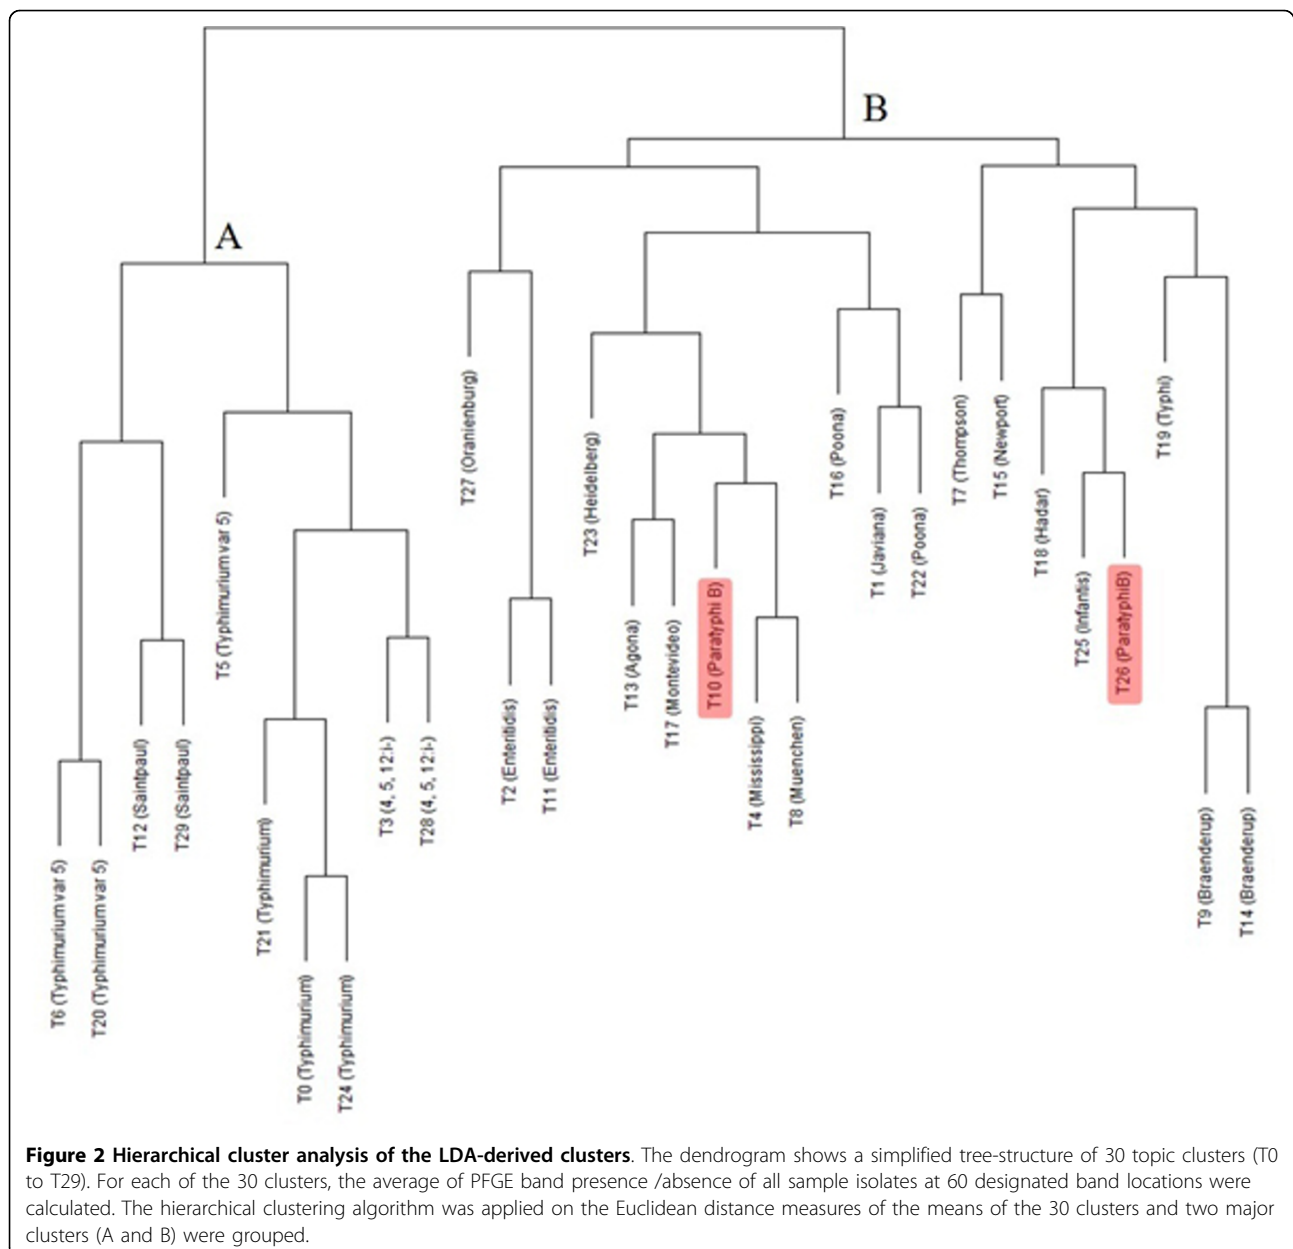 B
A
T27 (Oranienburg)
T19 (Typhi)
T7 (Thompson)
T15 (Newport)
T16 (Poona)
T23 (Heidelberg)
T18 (Hadar)
T5 (Typhimurium var 5)
T1 (Javiana)
T22 (Poona)
T25 (Infantis)
T26 (ParatyphiB)
T13 (Agona)
T17 (Montevideo)
T10 (Paratyphi B)
T2 (Enteritidis)
T11 (Enteritidis)
T4 (Mississippi)
T8 (Muenchen)
T12 (Saintpaul)
T29 (Saintpaul)
T3 (4, 5, 12:i-)
T28 (4, 5, 12:i-)
T21 (Typhimurium)
T9 (Braenderup)
T14 (Braenderup)
T6 (Typhimurium var 5)
T20 (Typhimurium var 5)
T0 (Typhimurium)
T24 (Typhimurium)
Figure 2 Hierarchical cluster analysis of the LDA-derived clusters. The dendrogram shows a simplified tree-structure of 30 topic clusters (T0
to T29). For each of the 30 clusters, the average of PFGE band presence /absence of all sample isolates at 60 designated band locations were
calculated. The hierarchical clustering algorithm was applied on the Euclidean distance measures of the means of the 30 clusters and two major
clusters (A and B) were grouped.